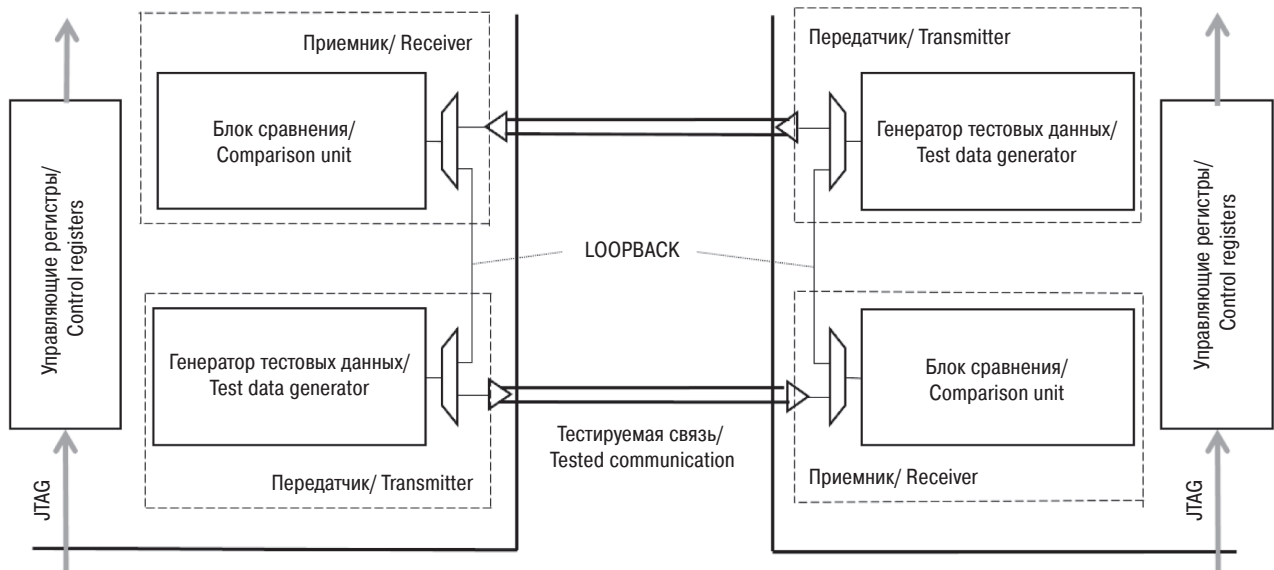 Приемник/ Receiver
Передатчик/ Transmitter
Блок сравнения/
Comparison unit
Генератор тестовых данных/
Test data generator
Управляющие регистры/
Control registers
Управляющие регистры/
Control registers
LOOPBACK
Генератор тестовых данных/
Test data generator
Блок сравнения/
Comparison unit
Тестируемая связь/
Tested communication
Передатчик/ Transmitter
Приемник/ Receiver
JTAG
JTAG